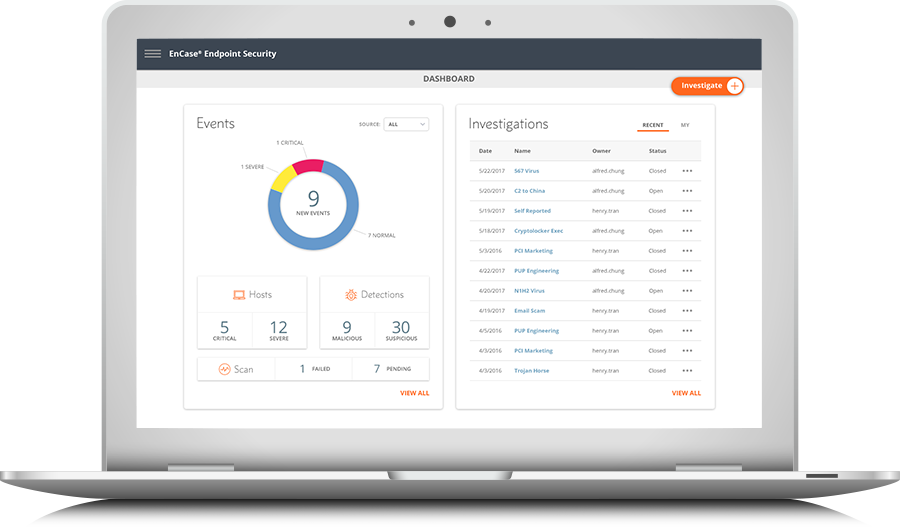 EnCase® Endpoint Security
DASHBOARD
Investigate
Events
SOURCE: ALL
1 CRITICAL
1 SEVERE
9
NEW EVENTS
7 NORMAL
Hosts
5 12
CRITICAL SEVERE
Detections
9 30
MALICIOUS SUSPICIOUS
Scan 1 FAILED 7 PENDING
VIEW ALL
Investigations
RECENT MY
Date Name Owner Status
5/22/2017 567 Virus alfred.chung Closed
5/20/2017 C2 to China alfred.chung Open
5/19/2017 Self Reported henry.tran Closed
5/18/2017 Cryptolocker Exec alfred.chung Open
5/3/2016 PCI Marketing henry.tran Closed
4/22/2017 PUP Engineering alfred.chung Closed
4/20/2017 N1H2 Virus alfred.chung Open
4/19/2017 Email Scam henry.tran Closed
4/5/2016 PUP Engineering henry.tran Open
4/3/2016 PCI Marketing henry.tran Closed
4/3/2016 Trojan Horse henry.tran Closed
VIEW ALL